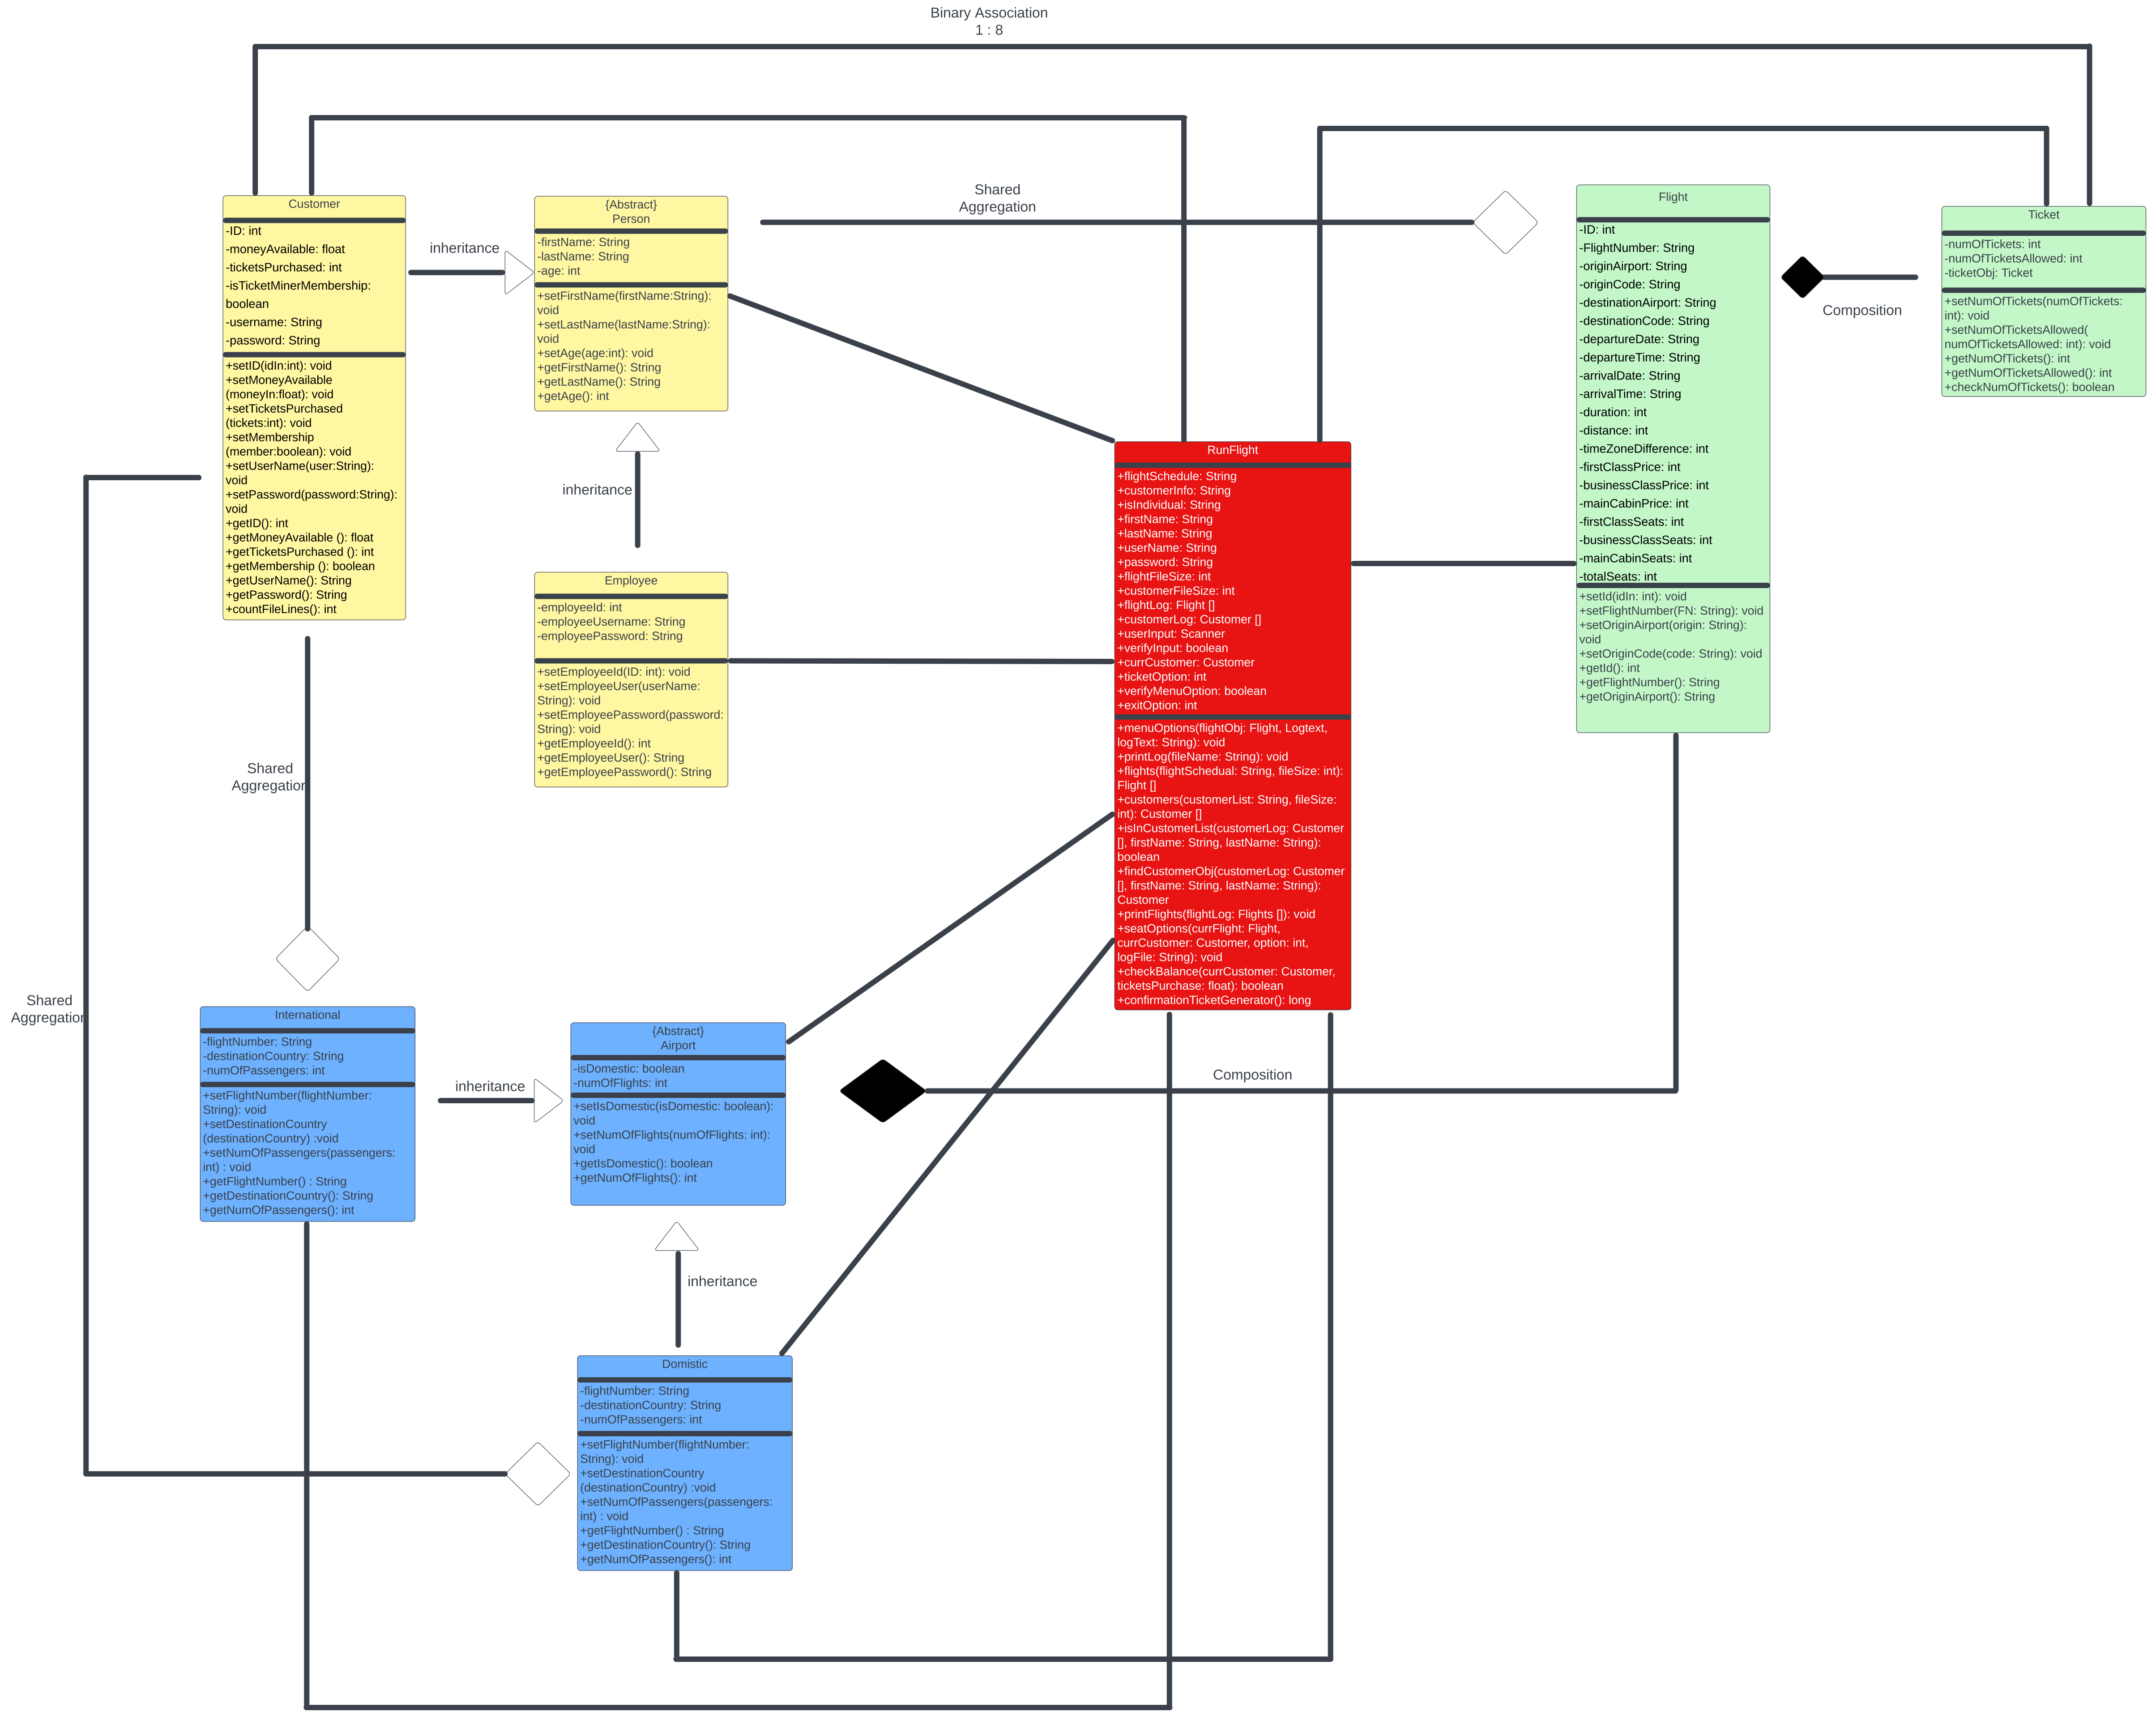 Binary Association
1 : 8
Customer
-ID: int
-moneyAvailable: float
-ticketsPurchased: int
-isTicketMinerMembership:
boolean
-username: String
-password: String
+setID(idIn:int): void
+setMoneyAvailable
(moneyIn:float): void
+setTicketsPurchased
(tickets:int): void
+setMembership
(member:boolean): void
+setUserName(user:String):
void
+setPassword(password:String):
void
+getID(): int
+getMoneyAvailable (): float
+getTicketsPurchased (): int
+getMembership (): boolean
+getUserName(): String
+getPassword(): String
+countFileLines(): int
inheritance
{Abstract}
Person
-firstName: String
-lastName: String
-age: int
+setFirstName(firstName:String):
void
+setLastName(lastName:String):
void
+setAge(age:int): void
+getFirstName(): String
+getLastName(): String
+getAge(): int
Shared
Aggregation
Flight
-ID: int
-FlightNumber: String
-originAirport: String
-originCode: String
-destinationAirport: String
-destinationCode: String
-departureDate: String
-departureTime: String
-arrivalDate: String
-arrivalTime: String
-duration: int
-distance: int
-timeZoneDifference: int
-firstClassPrice: int
-businessClassPrice: int
-mainCabinPrice: int
-firstClassSeats: int
-businessClassSeats: int
-mainCabinSeats: int
-totalSeats: int
+setId(idIn: int): void
+setFlightNumber(FN: String): void
+setOriginAirport(origin: String):
void
+setOriginCode(code: String): void
+getId(): int
+getFlightNumber(): String
+getOriginAirport(): String
Composition
Ticket
-numOfTickets: int
-numOfTicketsAllowed: int
-ticketObj: Ticket
+setNumOfTickets(numOfTickets:
int): void
+setNumOfTicketsAllowed(
numOfTicketsAllowed: int): void
+getNumOfTickets(): int
+getNumOfTicketsAllowed(): int
+checkNumOfTickets(): boolean
inheritance
Employee
-employeeId: int
-employeeUsername: String
-employeePassword: String
+setEmployeeId(ID: int): void
+setEmployeeUser(userName:
String): void
+setEmployeePassword(password:
String): void
+getEmployeeId(): int
+getEmployeeUser(): String
+getEmployeePassword(): String
RunFlight
+flightSchedule: String
+customerInfo: String
+isIndividual: String
+firstName: String
+lastName: String
+userName: String
+password: String
+flightFileSize: int
+customerFileSize: int
+flightLog: Flight []
+customerLog: Customer []
+userInput: Scanner
+verifyInput: boolean
+currCustomer: Customer
+ticketOption: int
+verifyMenuOption: boolean
+exitOption: int
+menuOptions(flightObj: Flight, Logtext,
logText: String): void
+printLog(fileName: String): void
+flights(flightSchedual: String, fileSize: int):
Flight []
+customers(customerList: String, fileSize:
int): Customer []
+isInCustomerList(customerLog: Customer
[], firstName: String, lastName: String):
boolean
+findCustomerObj(customerLog: Customer
[], firstName: String, lastName: String):
Customer
+printFlights(flightLog: Flights []): void
+seatOptions(currFlight: Flight,
currCustomer: Customer, option: int,
logFile: String): void
+checkBalance(currCustomer: Customer,
ticketsPurchase: float): boolean
+confirmationTicketGenerator(): long
Shared
Aggregation
Shared
Aggregation
International
-flightNumber: String
-destinationCountry: String
-numOfPassengers: int
+setFlightNumber(flightNumber:
String): void
+setDestinationCountry
(destinationCountry) :void
+setNumOfPassengers(passengers:
int) : void
+getFlightNumber() : String
+getDestinationCountry(): String
+getNumOfPassengers(): int
inheritance
{Abstract}
Airport
-isDomestic: boolean
-numOfFlights: int
+setIsDomestic(isDomestic: boolean):
void
+setNumOfFlights(numOfFlights: int):
void
+getIsDomestic(): boolean
+getNumOfFlights(): int
Composition
inheritance
Domistic
-flightNumber: String
-destinationCountry: String
-numOfPassengers: int
+setFlightNumber(flightNumber:
String): void
+setDestinationCountry
(destinationCountry) :void
+setNumOfPassengers(passengers:
int) : void
+getFlightNumber() : String
+getDestinationCountry(): String
+getNumOfPassengers(): int